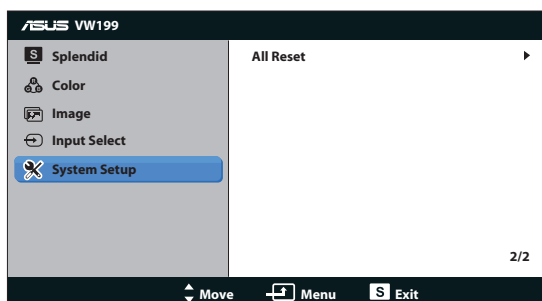 ASUS VW199
S Splendid
Color
Image
Input Select
System Setup
All Reset
2/2
Move Menu S Exit